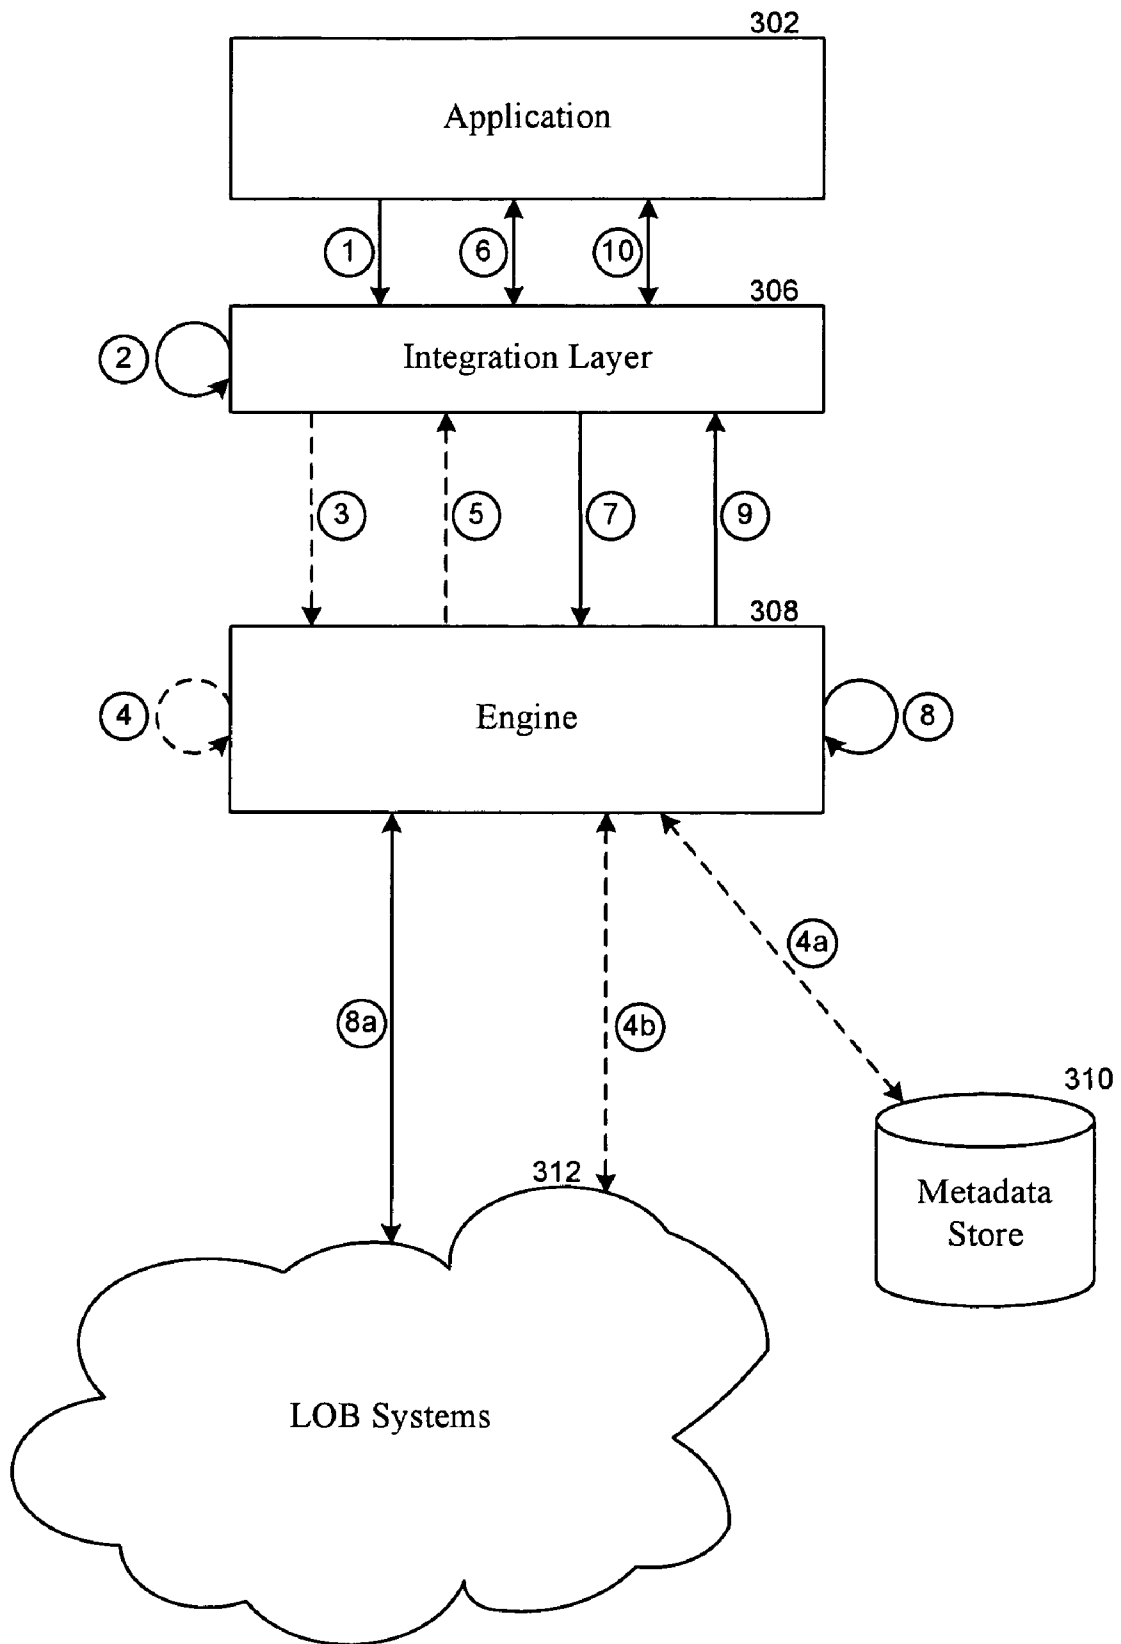 302
Application
1
6
10
306
2
Integration Layer
3
5
7
9
308
4
Engine
8
4a
8a
4b
310
312
Metadata
Store
LOB Systems